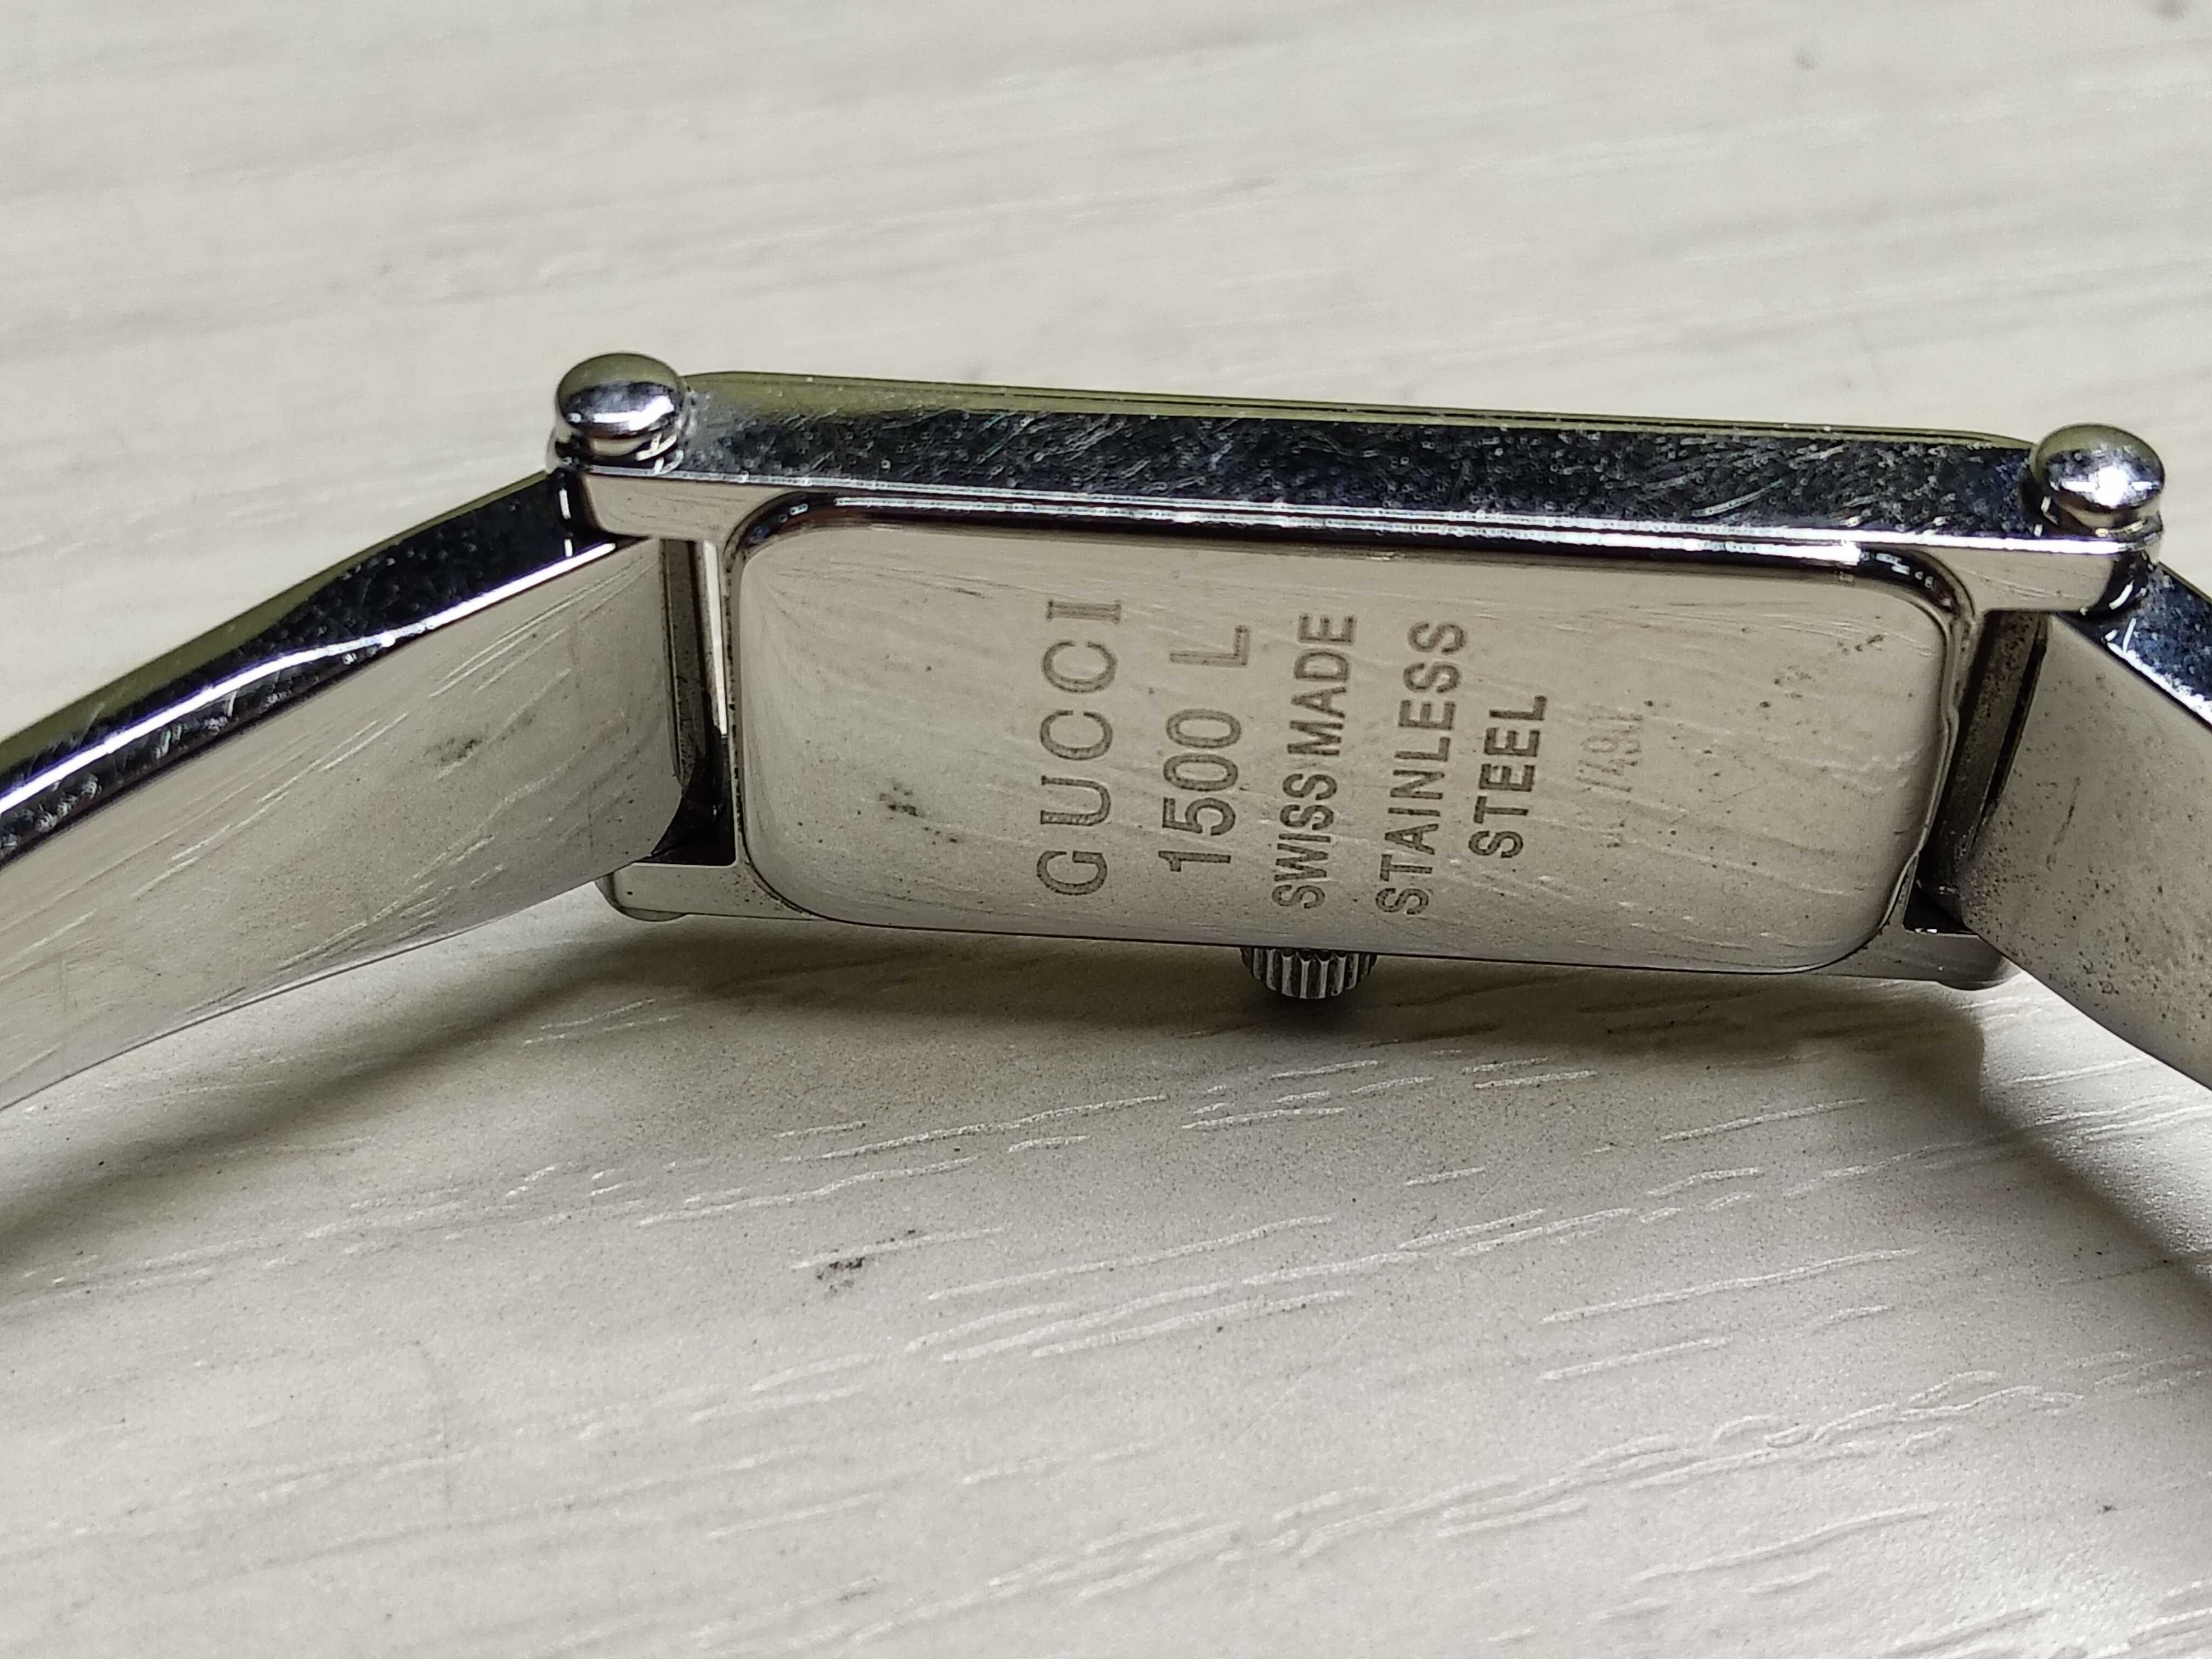 GUCCI
1500 L
SWISS MADE
STAINLESS
STEEL